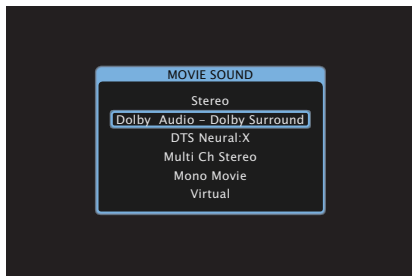 MOVIE SOUND
Stereo
Dolby Audio – Dolby Surround
DTS Neural:X
Multi Ch Stereo
Mono Movie
Virtual